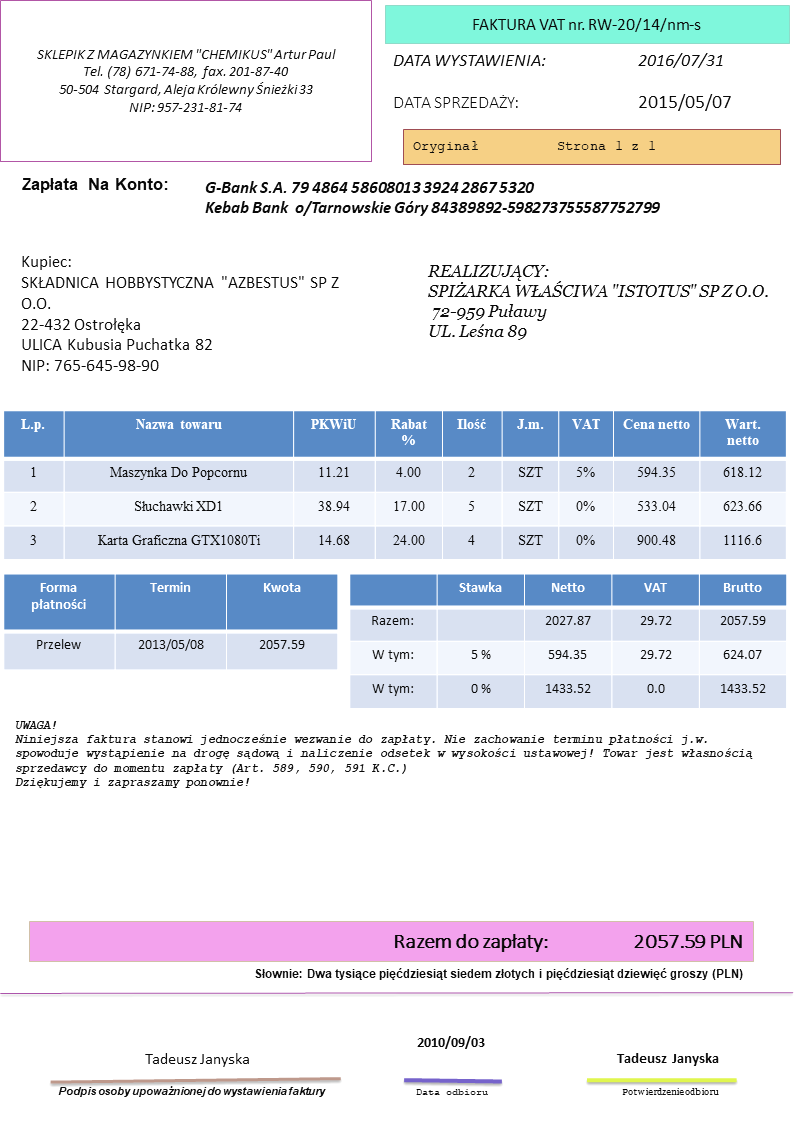 SKLEPIK Z MAGAZYNKIEM "CHEMIKUS" Artur Paul
Tel. (78) 671-74-88, fax. 201-87-40
50-504 Stargard, Aleja Królewny Śnieżki 33
NIP: 957-231-81-74
FAKTURA VAT nr. RW-20/14/nm-s
DATA WYSTAWIENIA: 2016/07/31
DATA SPRZEDAŻY: 2015/05/07
Oryginał Strona 1 z 1
Zapłata Na Konto:
G-Bank S.A. 79 4864 58608013 3924 2867 5320
Kebab Bank o/Tarnowskie Góry 84389892-598273755587752799
Kupiec:
SKŁADNICA HOBBYSTYCZNA "AZBESTUS" SP Z
O.O.
22-432 Ostrołęka
ULICA Kubusia Puchatka 82
NIP: 765-645-98-90
REALIZUJĄCY:
SPIŻARKA WŁAŚCIWA "ISTOTUS" SP Z O.O.
72-959 Puławy
UL. Leśna 89
L.p. Nazwa towaru PKWiU Rabat % Ilość J.m. VAT Cena netto Wart. netto
1 Maszynka Do Popcornu 11.21 4.00 2 SZT 5% 594.35 618.12
2 Słuchawki XD1 38.94 17.00 5 SZT 0% 533.04 623.66
3 Karta Graficzna GTX1080Ti 14.68 24.00 4 SZT 0% 900.48 1116.6
Forma płatności Termin Kwota
Przelew 2013/05/08 2057.59
Stawka Netto VAT Brutto
Razem: 2027.87 29.72 2057.59
W tym: 5 % 594.35 29.72 624.07
W tym: 0 % 1433.52 0.0 1433.52
UWAGA!
Niniejsza faktura stanowi jednocześnie wezwanie do zapłaty. Nie zachowanie terminu płatności j.w.
spowoduje wystąpienie na drogę sądową i naliczenie odsetek w wysokości ustawowej! Towar jest własnością
sprzedawcy do momentu zapłaty (Art. 589, 590, 591 K.C.)
Dziękujemy i zapraszamy ponownie!
Razem do zapłaty: 2057.59 PLN
Słownie: Dwa tysiące pięćdziesiąt siedem złotych i pięćdziesiąt dziewięć groszy (PLN)
Tadeusz Janyska
Podpis osoby upoważnionej do wystawienia faktury
2010/09/03
Data odbioru
Tadeusz Janyska
Potwierdzenie odbioru